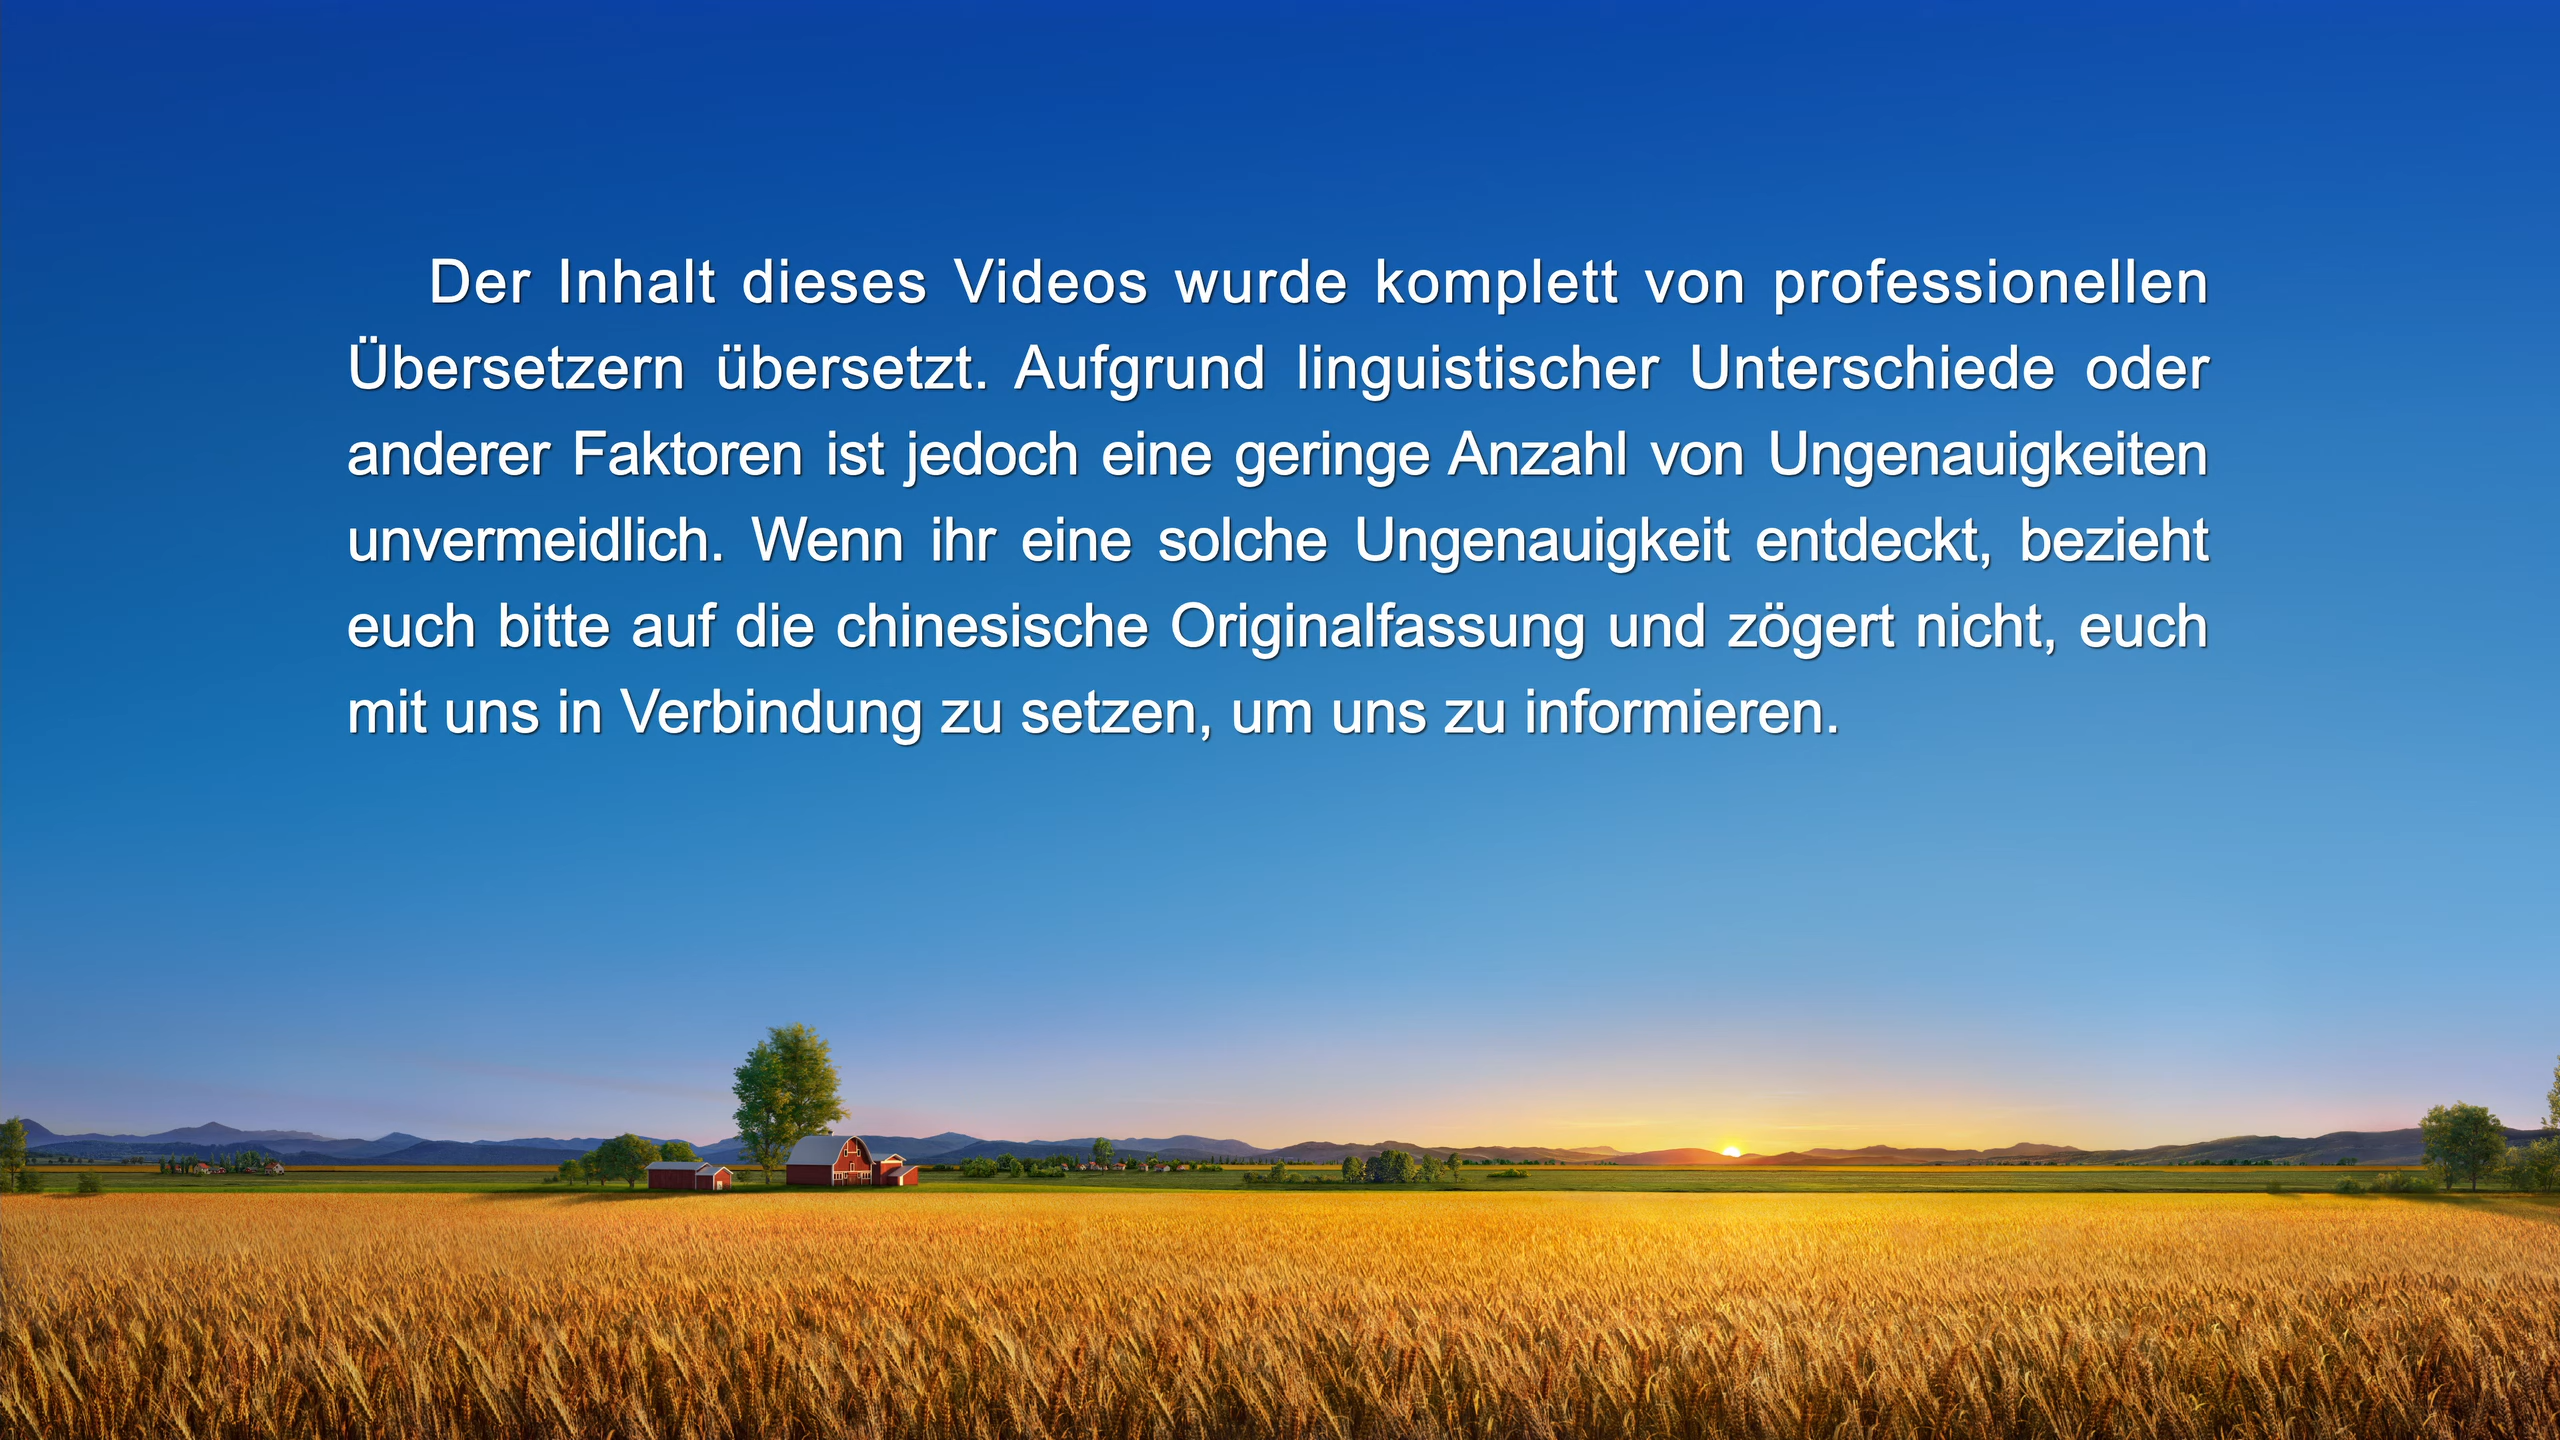 Der Inhalt dieses Videos wurde komplett von professionellen
Übersetzern übersetzt. Aufgrund linguistischer Unterschiede oder
anderer Faktoren ist jedoch eine geringe Anzahl von Ungenauigkeiten
unvermeidlich. Wenn ihr eine solche Ungenauigkeit entdeckt, bezieht
euch bitte auf die chinesische Originalfassung und zögert nicht, euch
mit uns in Verbindung zu setzen, um uns zu informieren.